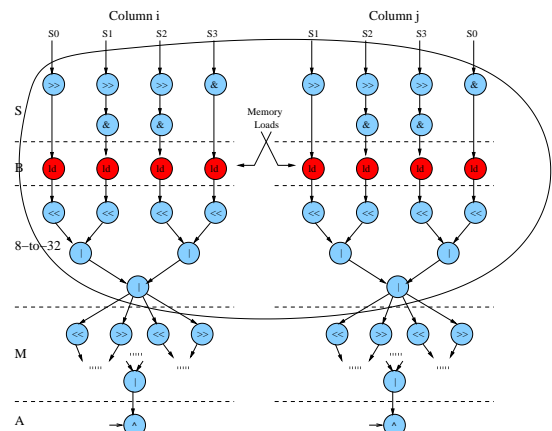 Column i Column j
S0 S1 S2 S3 S1 S2 S3 S0
>> >> >> & >> >> >> &
S
& & & &
Memory
Loads
B ld ld ld ld ld ld ld ld
<< << << << << << << <<
8–to–32 | | | |
| |
<< >> << >> << >> << >>
M
| |
A
^ ^